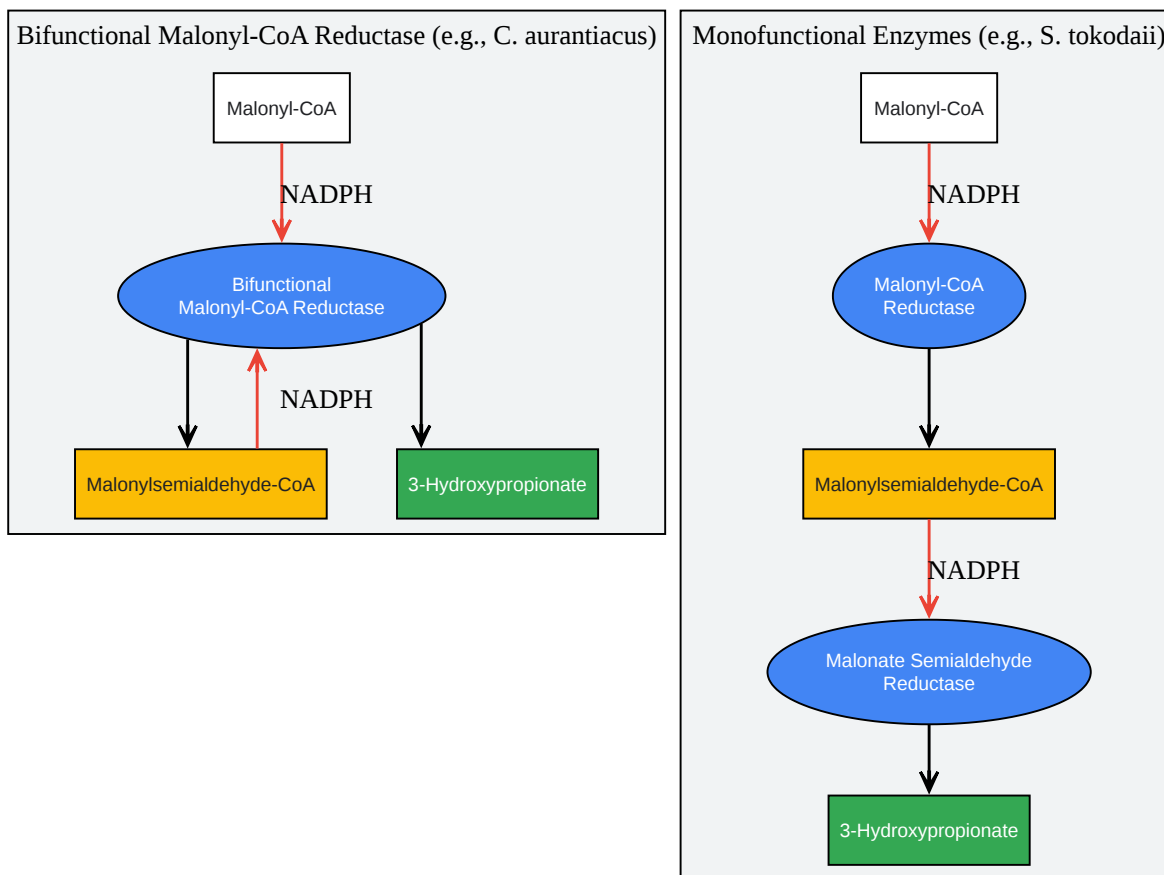 Bifunctional Malonyl-CoA Reductase (e.g., C. aurantiacus)
Malonyl-CoA
NADPH
Bifunctional
Malonyl-CoA Reductase
NADPH
Malonylsemialdehyde-CoA
3-Hydroxypropionate
Monofunctional Enzymes (e.g., S. tokodaii)
Malonyl-CoA
NADPH
Malonyl-CoA
Reductase
Malonylsemialdehyde-CoA
NADPH
Malonate Semialdehyde
Reductase
3-Hydroxypropionate